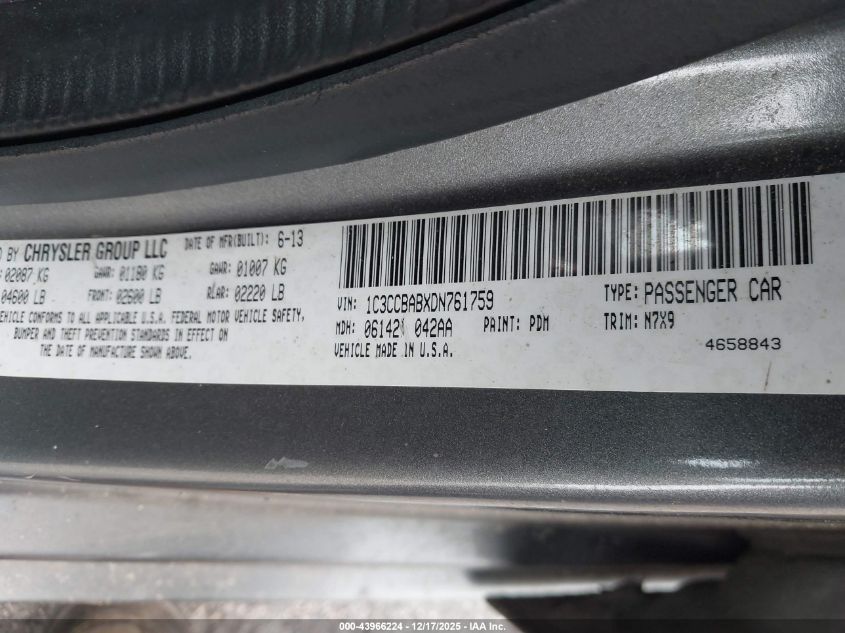 D BY CHRYSLER GROUP LLC DATE OF MFR(BUILT): 6-13
: 02087 KG GAWR: 01180 KG GAWR: 01007 KG
04600 LB FRONT: 02600 LB REAR: 02220 LB
VEHICLE CONFORMS TO ALL APPLICABLE U.S.A. FEDERAL MOTOR VEHICLE SAFETY,
BUMPER AND THEFT PREVENTION STANDARDS IN EFFECT ON
THE DATE OF MANUFACTURE SHOWN ABOVE.
VIN: 1C3CCBABXDN761759 TYPE: PASSENGER CAR
MDH: 06142 042AA PAINT: PDM TRIM: N7X9
VEHICLE MADE IN U.S.A. 4658843
000-43966224 - 12/17/2025 - IAA Inc.